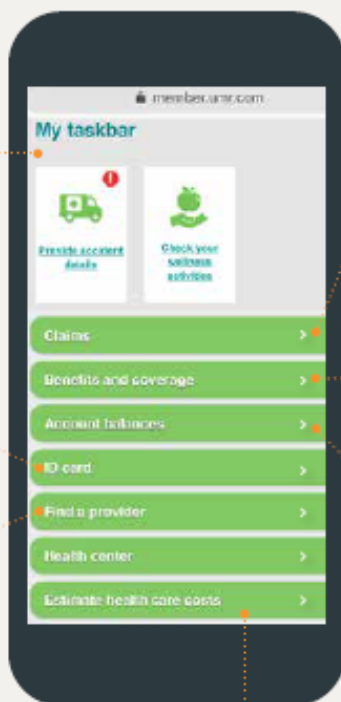 member.umr.com
My taskbar
!
Provide accident
details
Check your
wellness
activities
Claims
Benefits and coverage
Account balances
ID card
Find a provider
Health center
Estimate health care costs